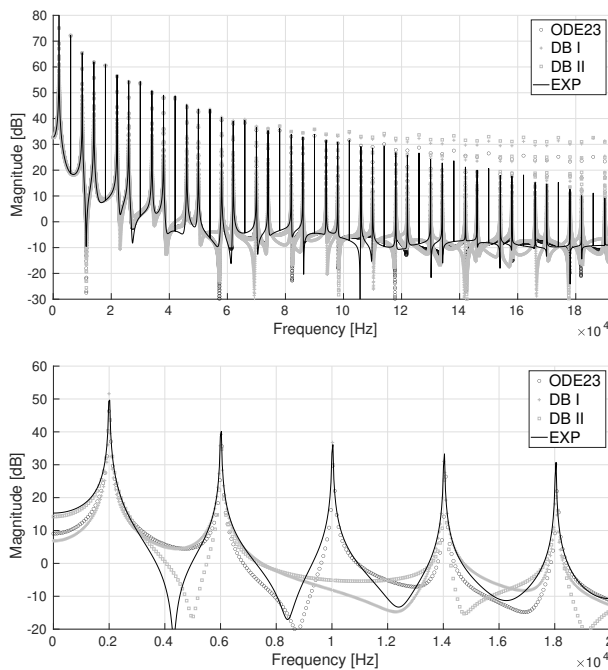 80
70
60
50
40
30
20
10
0
-10
-20
-30
Magnitude [dB]
ODE23
DB I
DB II
EXP
0 2 4 6 8 10 12 14 16 18
Frequency [Hz]
×10⁴
60
50
40
30
20
10
0
-10
-20
Magnitude [dB]
ODE23
DB I
DB II
EXP
0 0.2 0.4 0.6 0.8 1 1.2 1.4 1.6 1.8 2
Frequency [Hz]
×10⁴